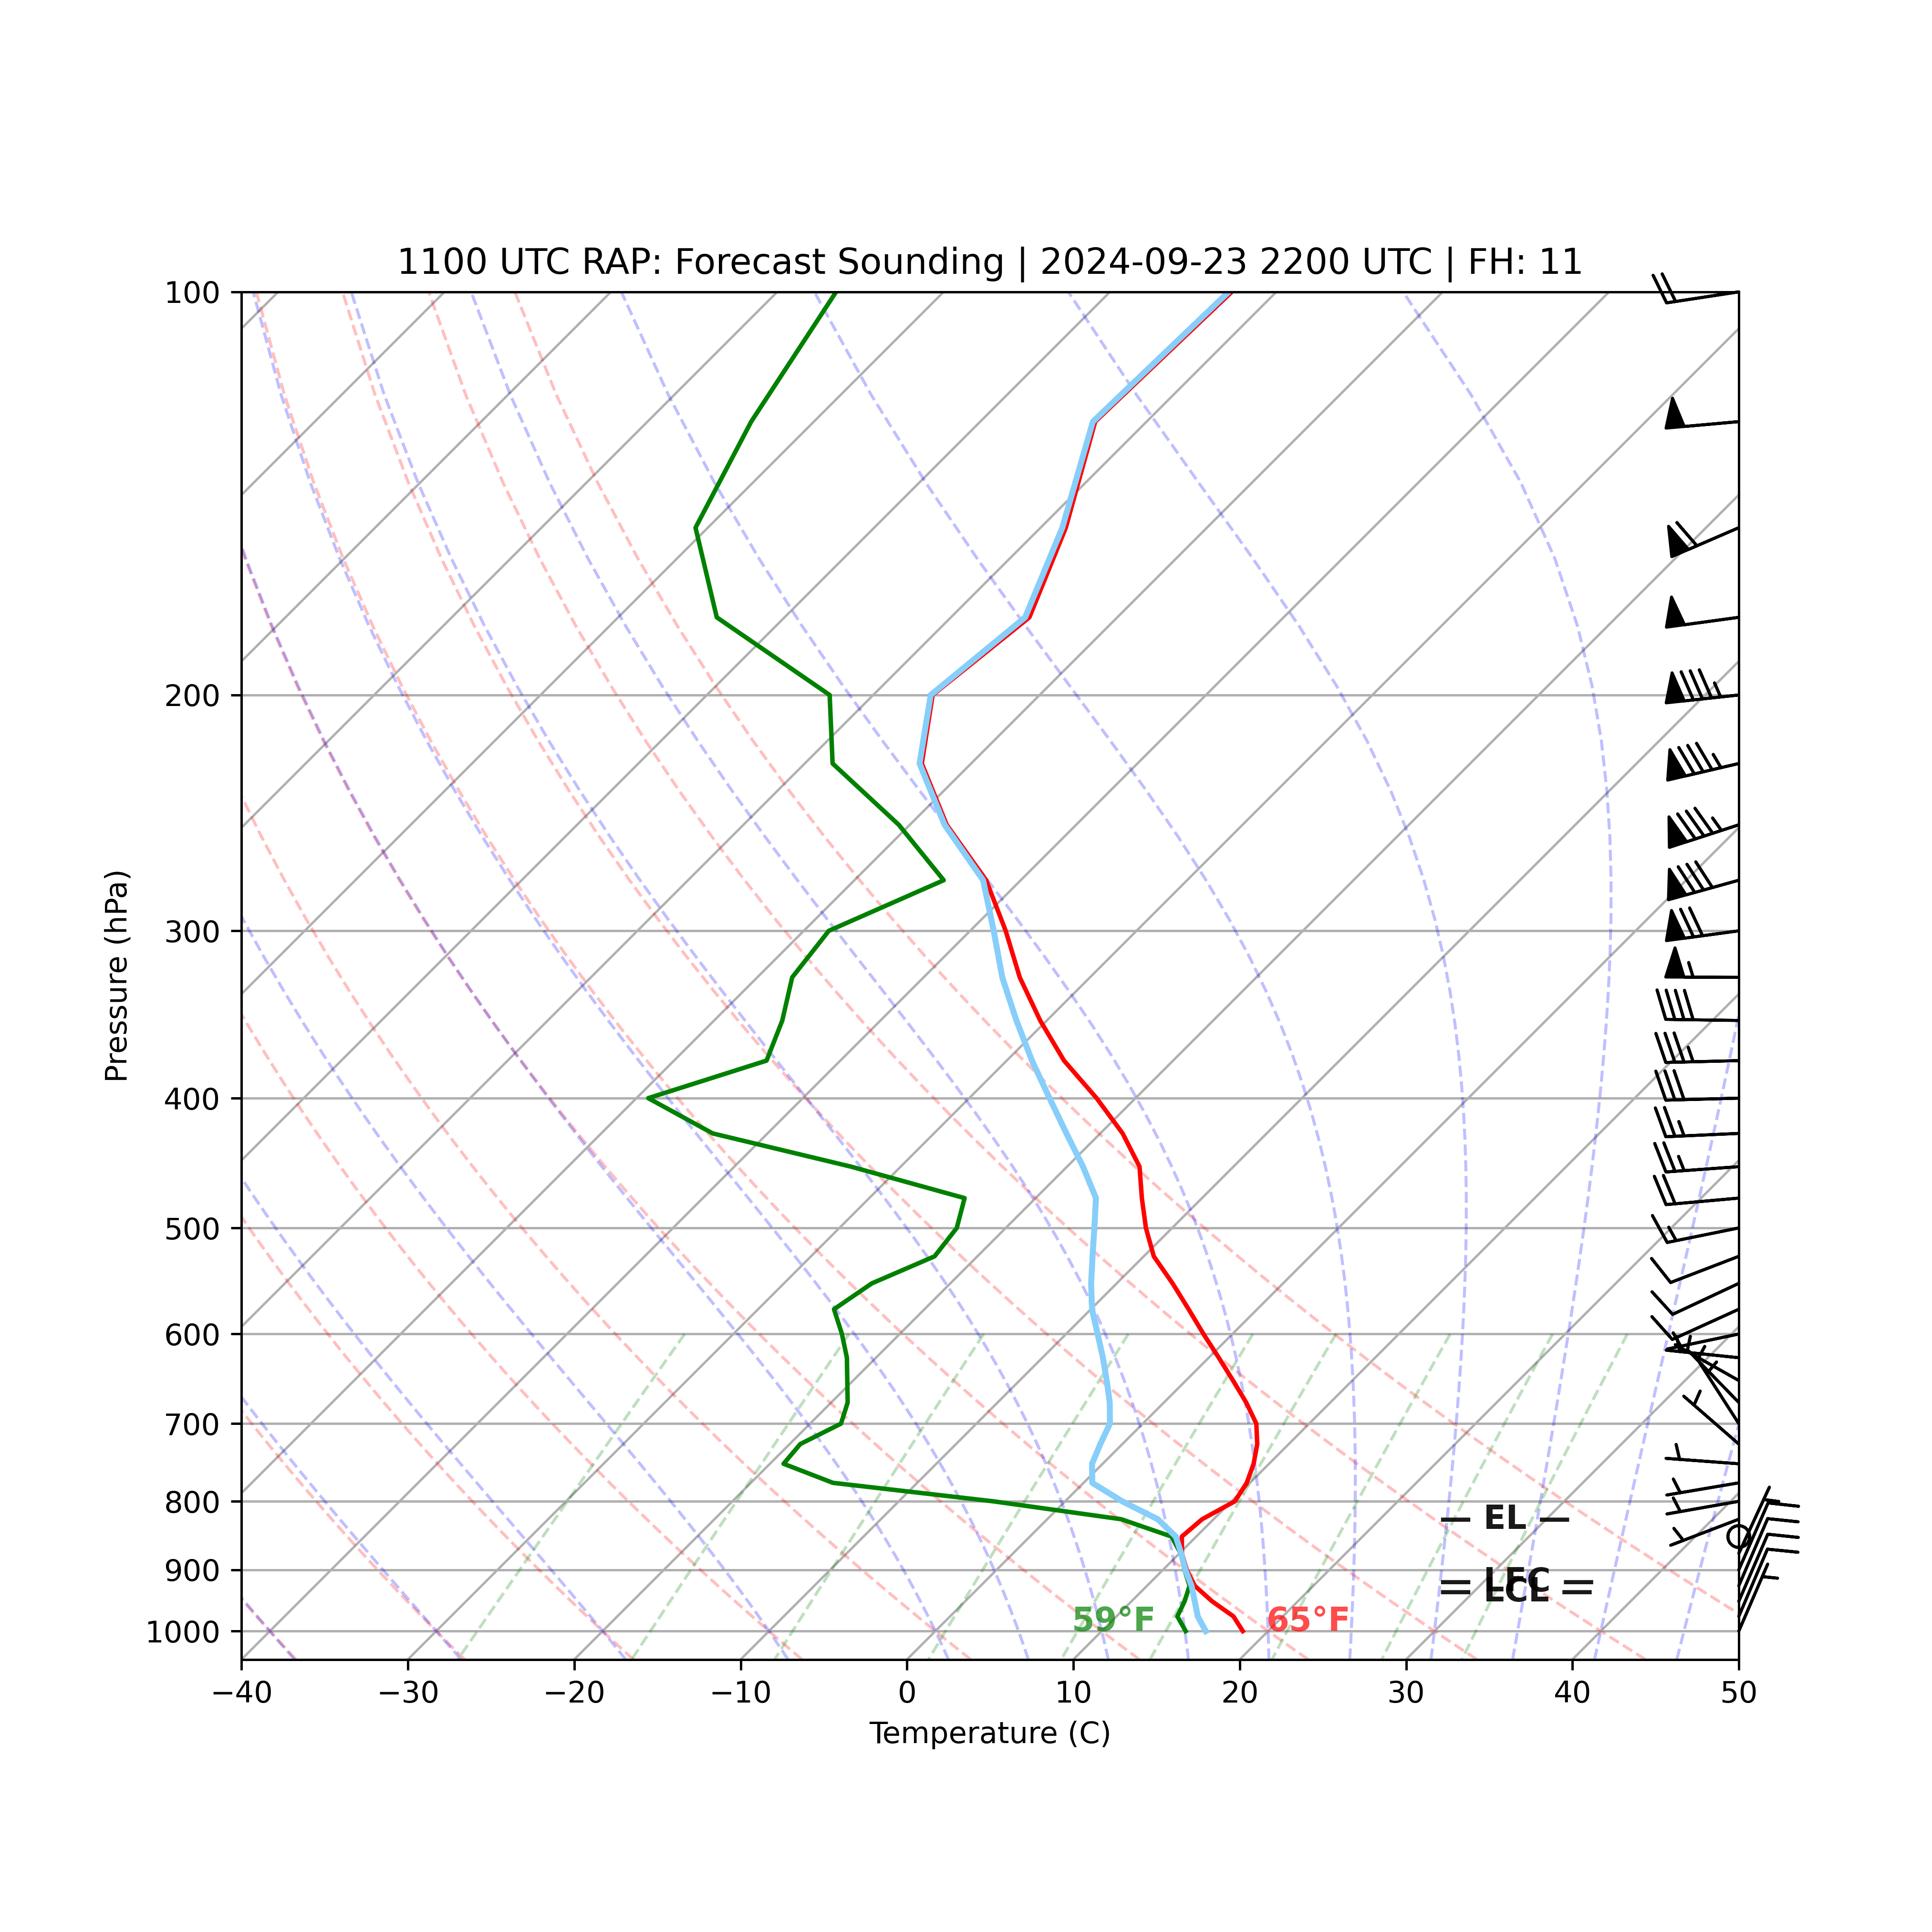 1100 UTC RAP: Forecast Sounding | 2024-09-23 2200 UTC | FH: 11
100
200
300
400
500
600
700
800
900
1000
Pressure (hPa)
— EL —
— LFC —
— LCL —
59°F 65°F
−40 −30 −20 −10 0 10 20 30 40 50
Temperature (C)